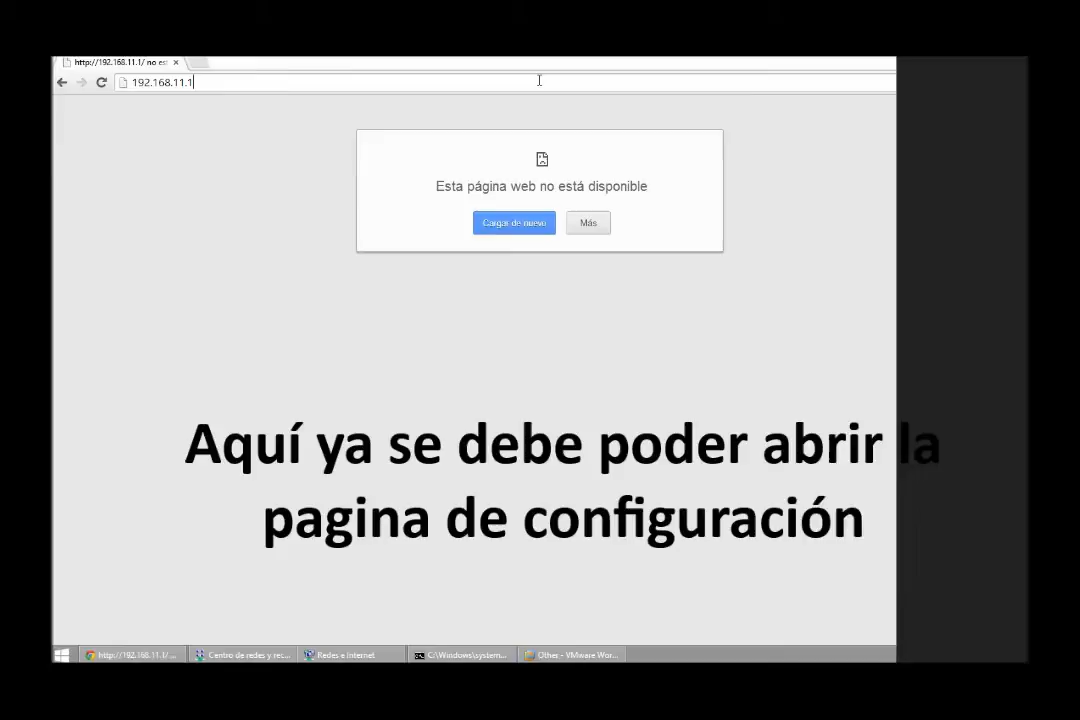 http://192.168.11.1/ no es
192.168.11.1
Esta página web no está disponible
Cargar de nuevo
Más
Aquí ya se debe poder abrir la
pagina de configuración
http://192.168.11.1/...
Centro de redes y rec...
Redes e Internet
C:\Windows\system...
Other - VMware Wor...